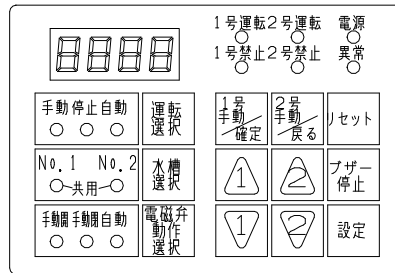 1号運転2号運転 電源
8888
1号禁止2号禁止 異常
手動停止自動
運転
選択
1号
手動/確定
2号
手動/戻る
リセット
No.1 No.2
共用
水槽
選択
1
2
ブザー
停止
手動開 手動閉 自動
電磁弁
動作
選択
1
2
設定